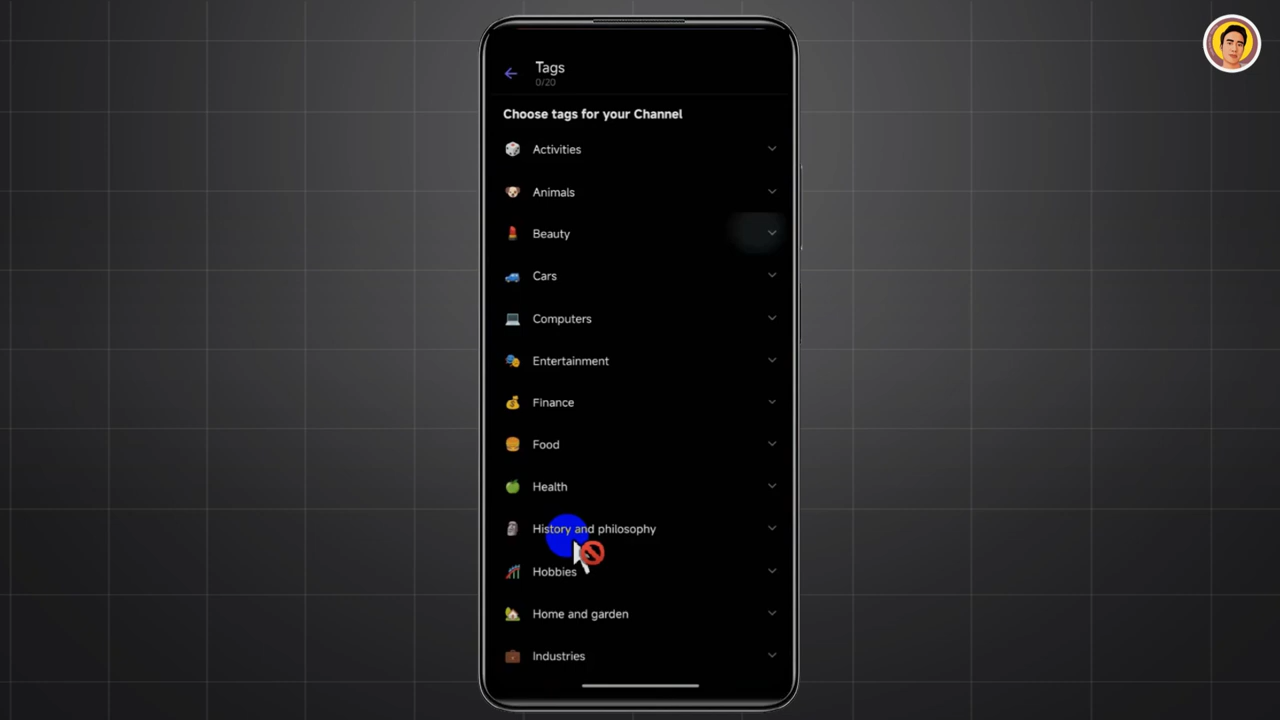 Tags
0/20
Choose tags for your Channel
Activities
Animals
Beauty
Cars
Computers
Entertainment
Finance
Food
Health
History and philosophy
Hobbies
Home and garden
Industries